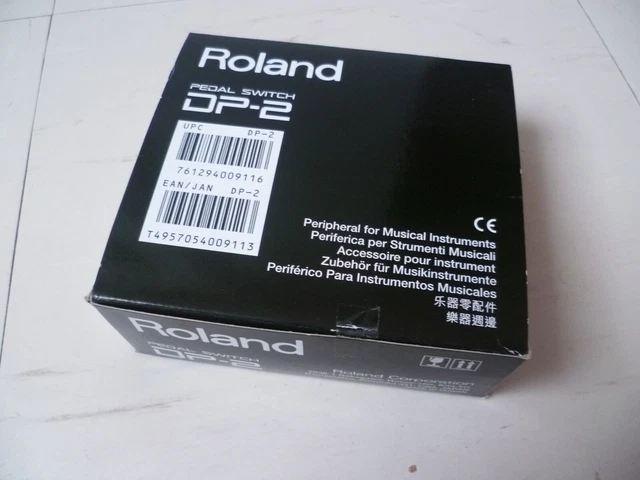 Roland
PEDAL SWITCH
DP-2
UPC DP-2
761294009116
EAN/JAN DP-2
T4957054009113
CE
Peripheral for Musical Instruments
Periferica per Strumenti Musicali
Accessoire pour instrument
Zubehör für Musikinstrumente
Periférico Para Instrumentos Musicales
乐器零配件
樂器週邊
Roland
PEDAL SWITCH
DP-2
Roland Corporation